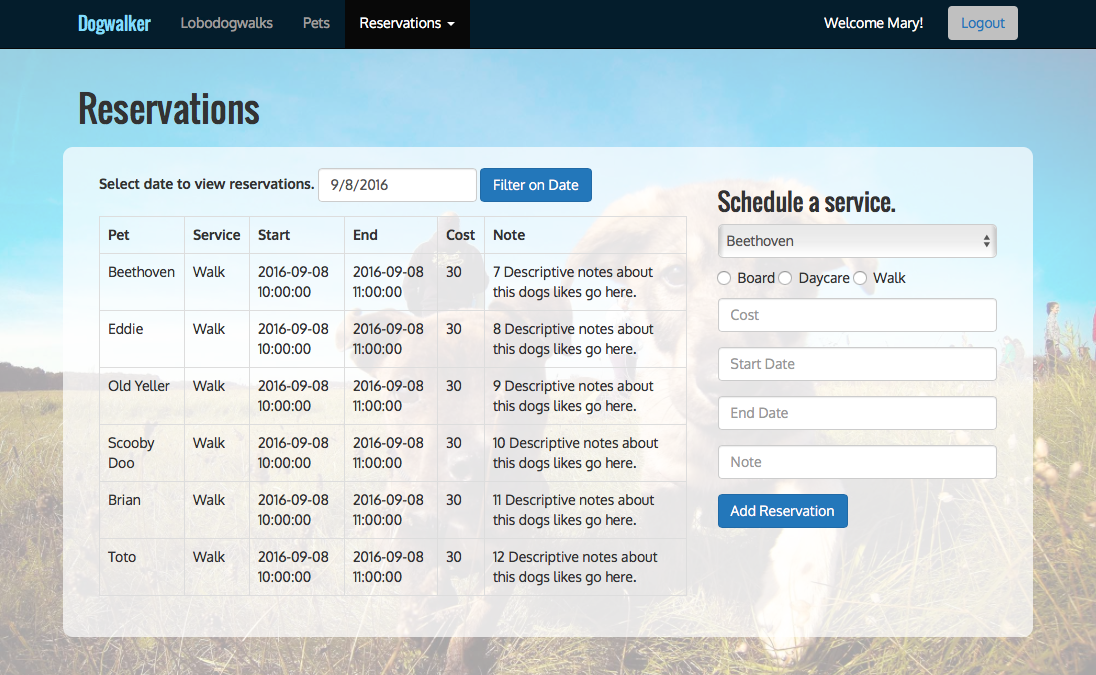 Dogwalker Lobodogwalks Pets Reservations Welcome Mary! Logout
Reservations
Select date to view reservations. 9/8/2016 Filter on Date
Pet Service Start End Cost Note
Beethoven Walk 2016-09-08 2016-09-08 30 7 Descriptive notes about
10:00:00 11:00:00 this dogs likes go here.
Eddie Walk 2016-09-08 2016-09-08 30 8 Descriptive notes about
10:00:00 11:00:00 this dogs likes go here.
Old Yeller Walk 2016-09-08 2016-09-08 30 9 Descriptive notes about
10:00:00 11:00:00 this dogs likes go here.
Scooby Walk 2016-09-08 2016-09-08 30 10 Descriptive notes about
Doo 10:00:00 11:00:00 this dogs likes go here.
Brian Walk 2016-09-08 2016-09-08 30 11 Descriptive notes about
10:00:00 11:00:00 this dogs likes go here.
Toto Walk 2016-09-08 2016-09-08 30 12 Descriptive notes about
10:00:00 11:00:00 this dogs likes go here.
Schedule a service.
Beethoven
Board Daycare Walk
Cost
Start Date
End Date
Note
Add Reservation